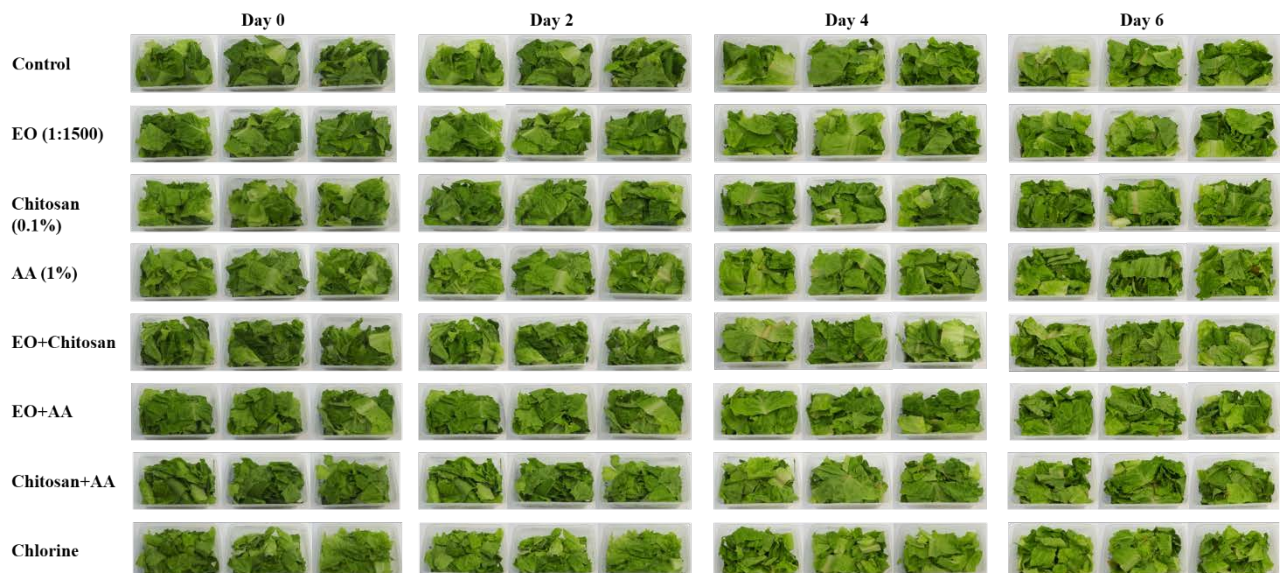 Day 0 Day 2 Day 4 Day 6
Control
EO (1:1500)
Chitosan
(0.1%)
AA (1%)
EO+Chitosan
EO+AA
Chitosan+AA
Chlorine